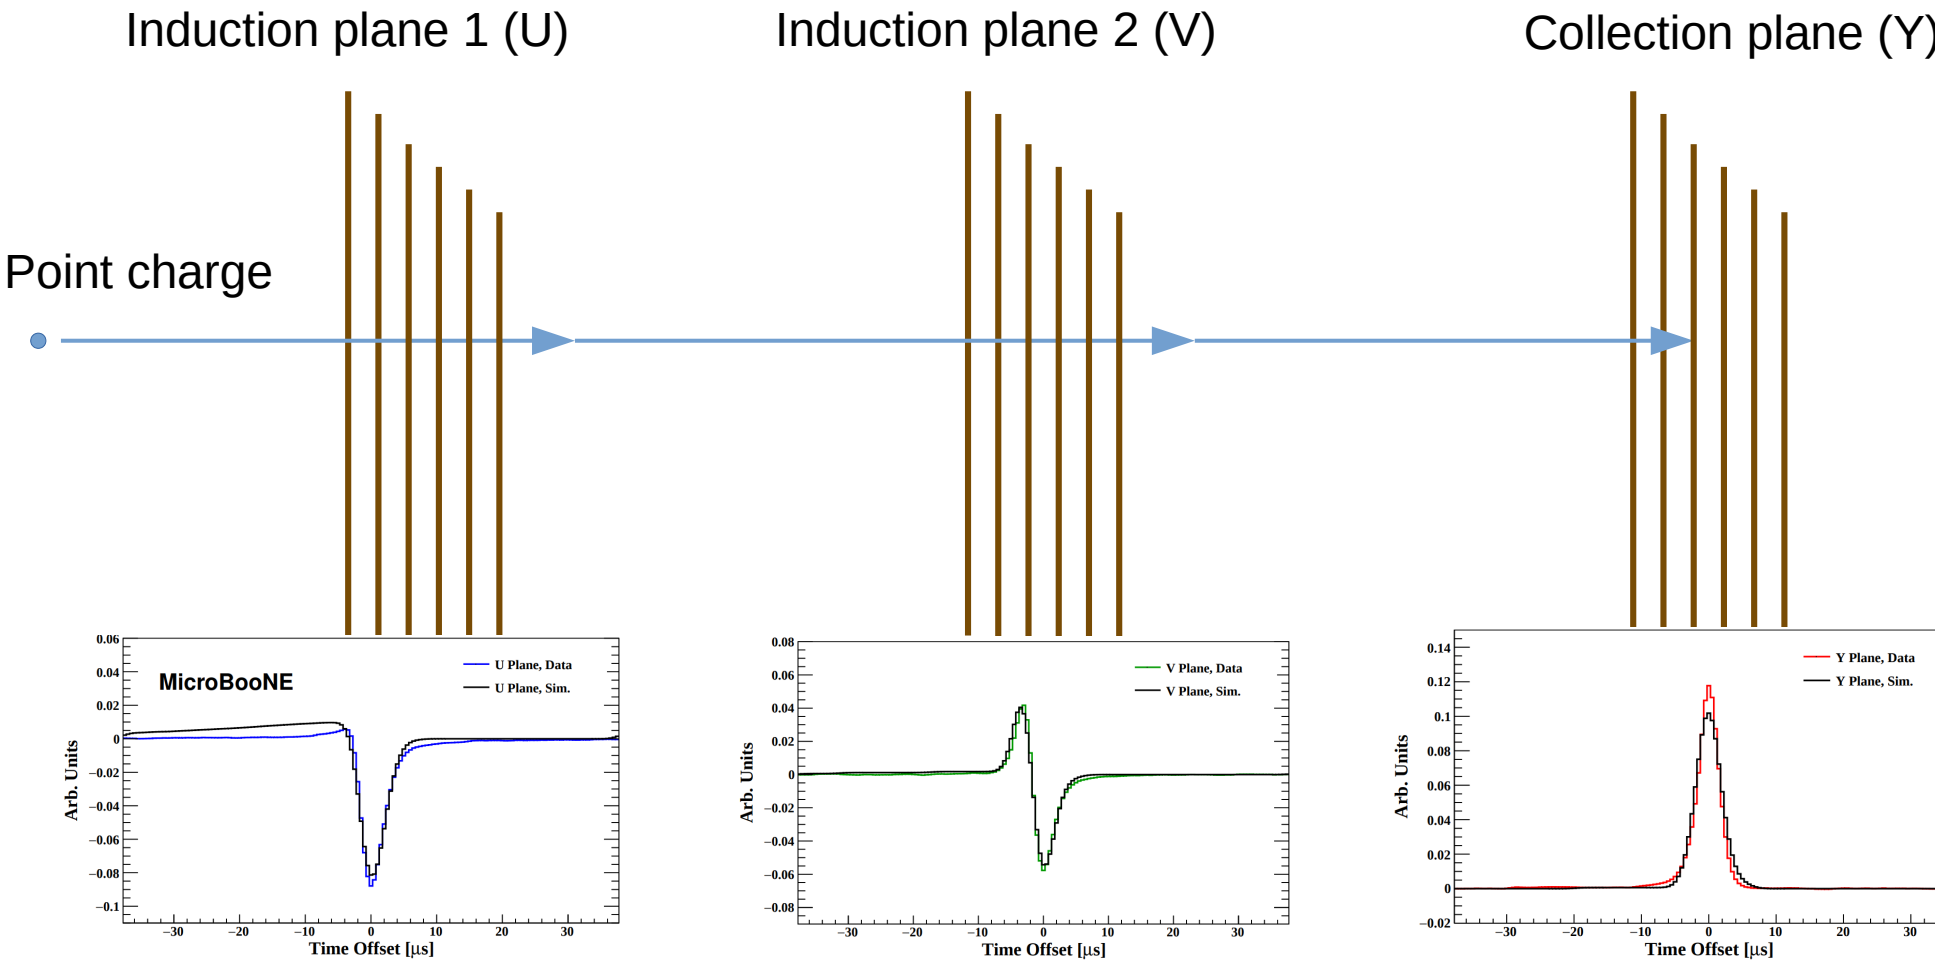 Induction plane 1 (U)
Induction plane 2 (V)
Collection plane (Y)
Point charge
0.06
0.04
0.02
0
−0.02
−0.04
−0.06
−0.08
−0.1
Arb. Units
MicroBooNE
U Plane, Data
U Plane, Sim.
−30 −20 −10 0 10 20 30
Time Offset [μs]
0.08
0.06
0.04
0.02
0
−0.02
−0.04
−0.06
−0.08
Arb. Units
V Plane, Data
V Plane, Sim.
−30 −20 −10 0 10 20 30
Time Offset [μs]
0.14
0.12
0.1
0.08
0.06
0.04
0.02
0
−0.02
Arb. Units
Y Plane, Data
Y Plane, Sim.
−30 −20 −10 0 10 20 30
Time Offset [μs]